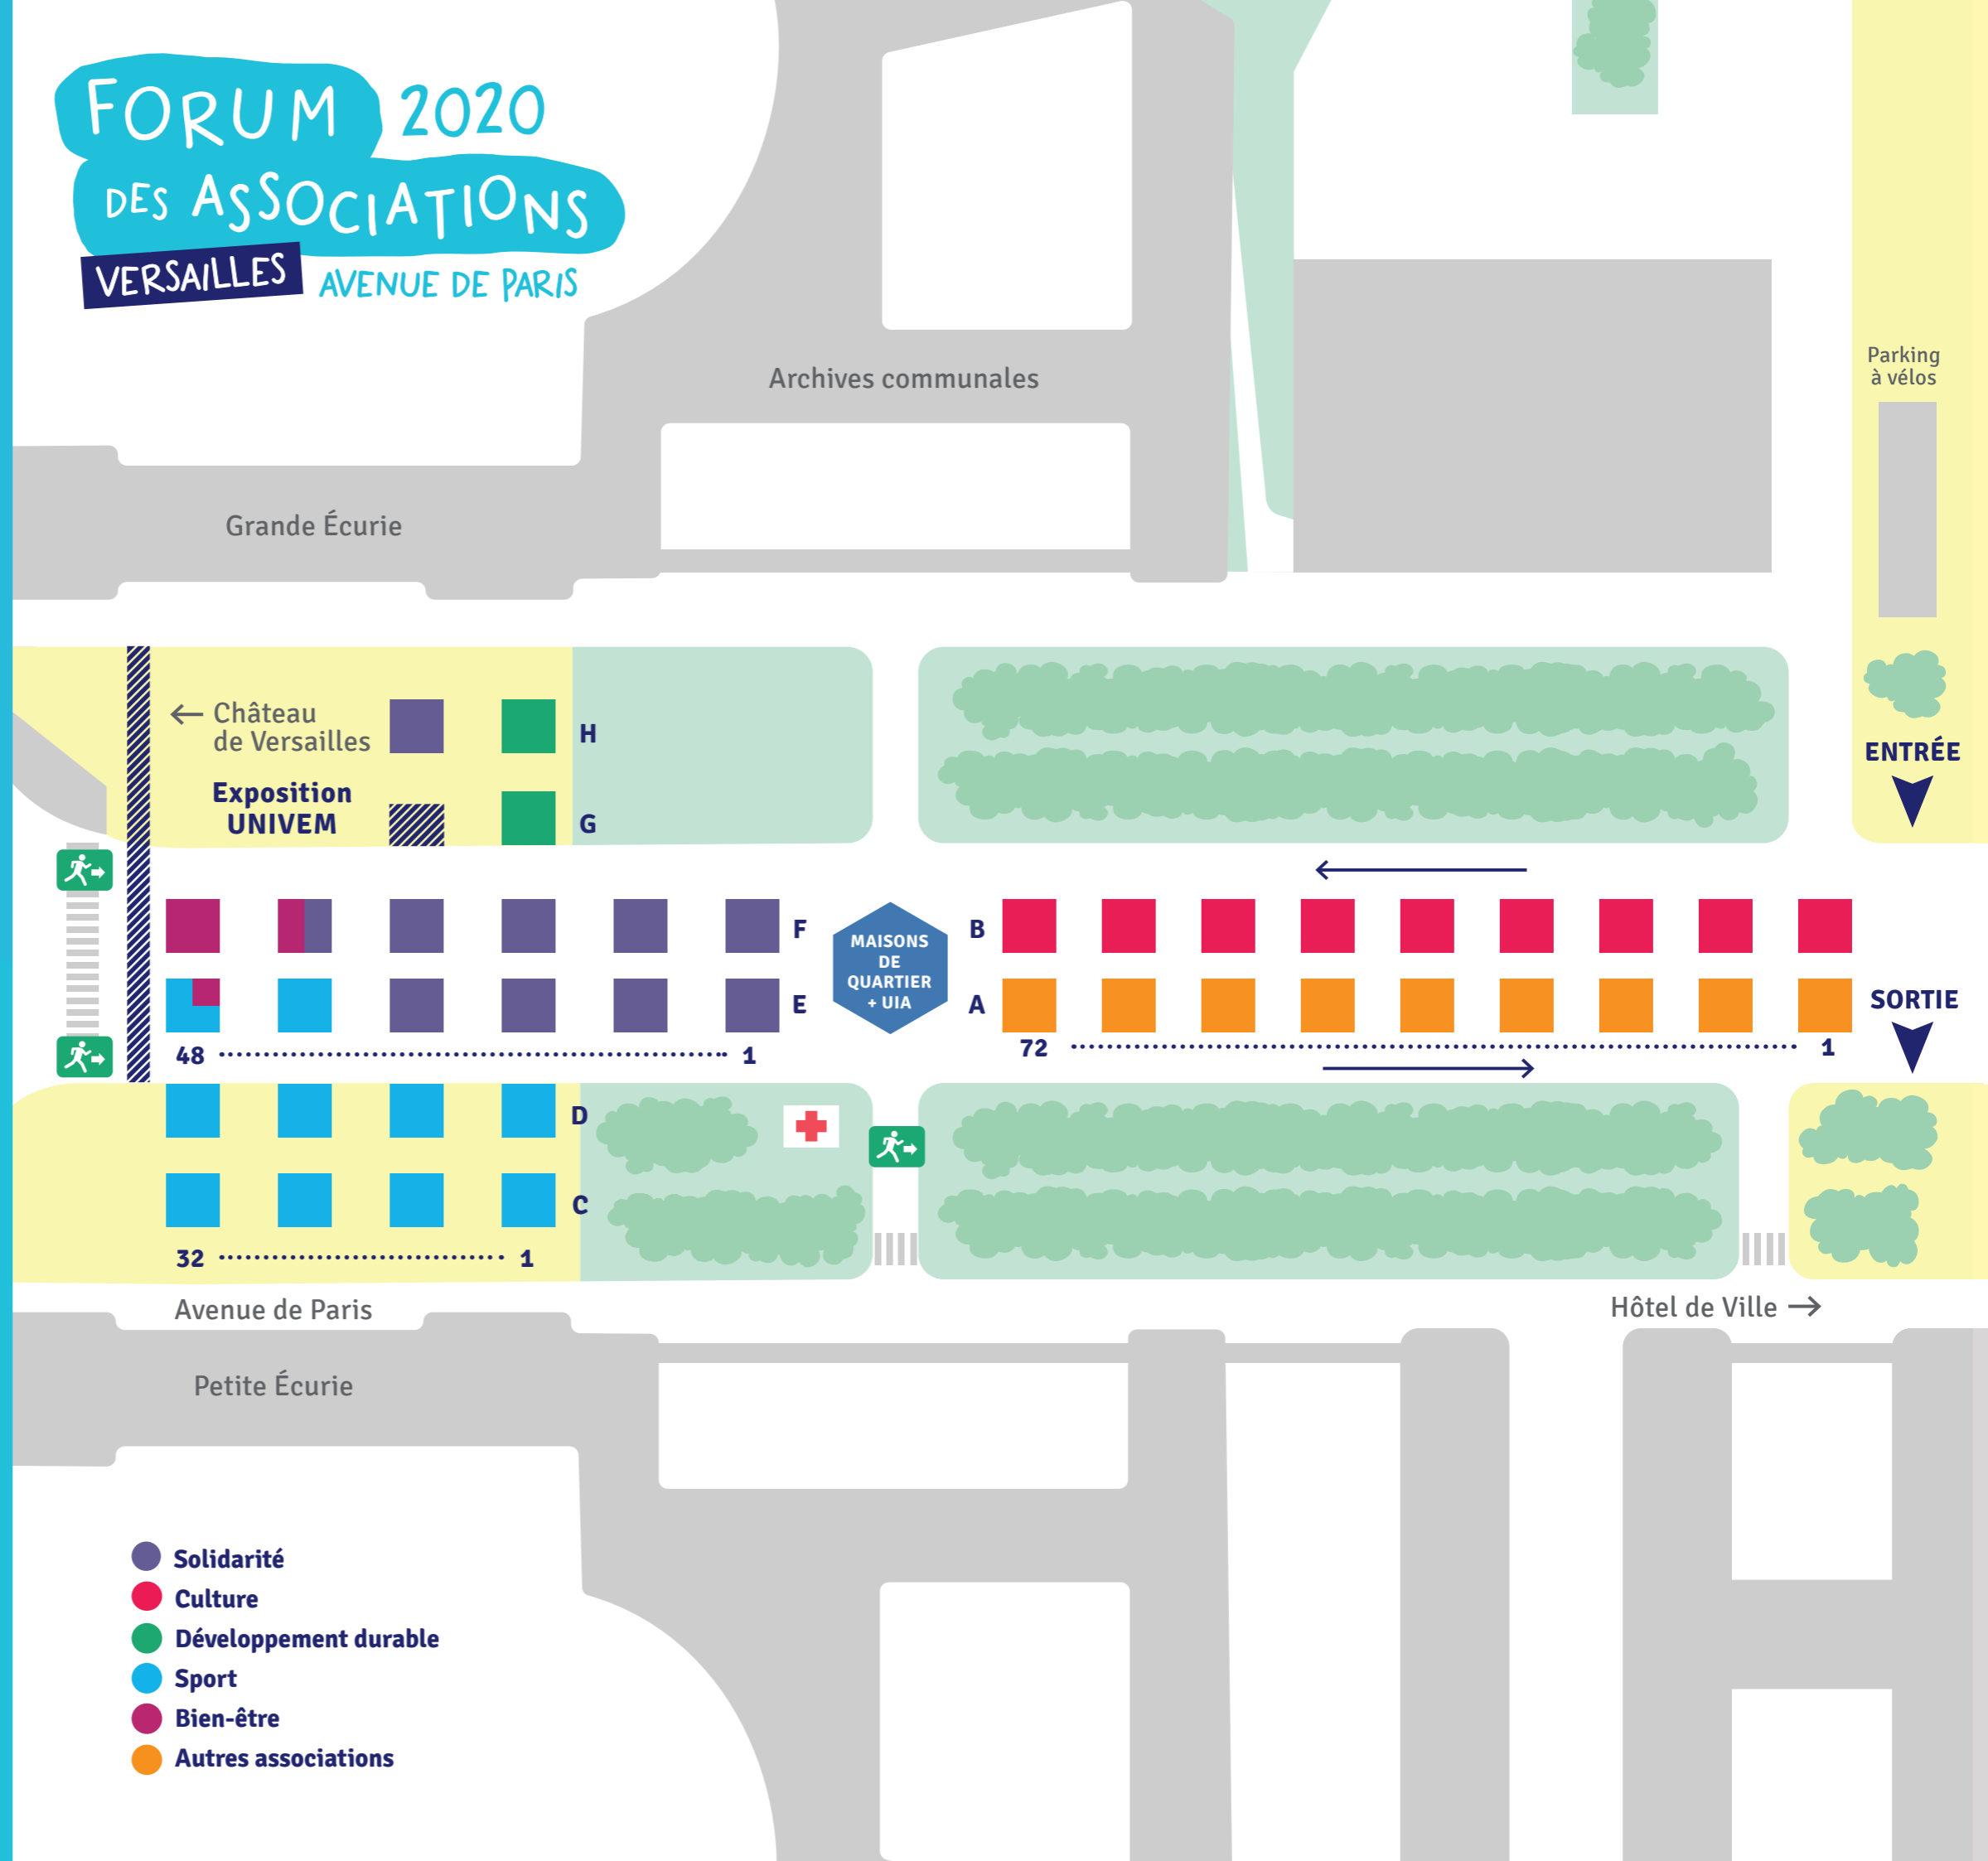 FORUM 2020
DES ASSOCIATIONS
VERSAILLES AVENUE DE PARIS
Archives communales
Parking
à vélos
Grande Écurie
← Château
de Versailles
H
ENTRÉE
Exposition
UNIVEM
G
F
MAISONS
DE
QUARTIER
+ UIA
B
E
A
SORTIE
48 1
72 1
D
C
32 1
Avenue de Paris
Hôtel de Ville →
Petite Écurie
Solidarité
Culture
Développement durable
Sport
Bien-être
Autres associations